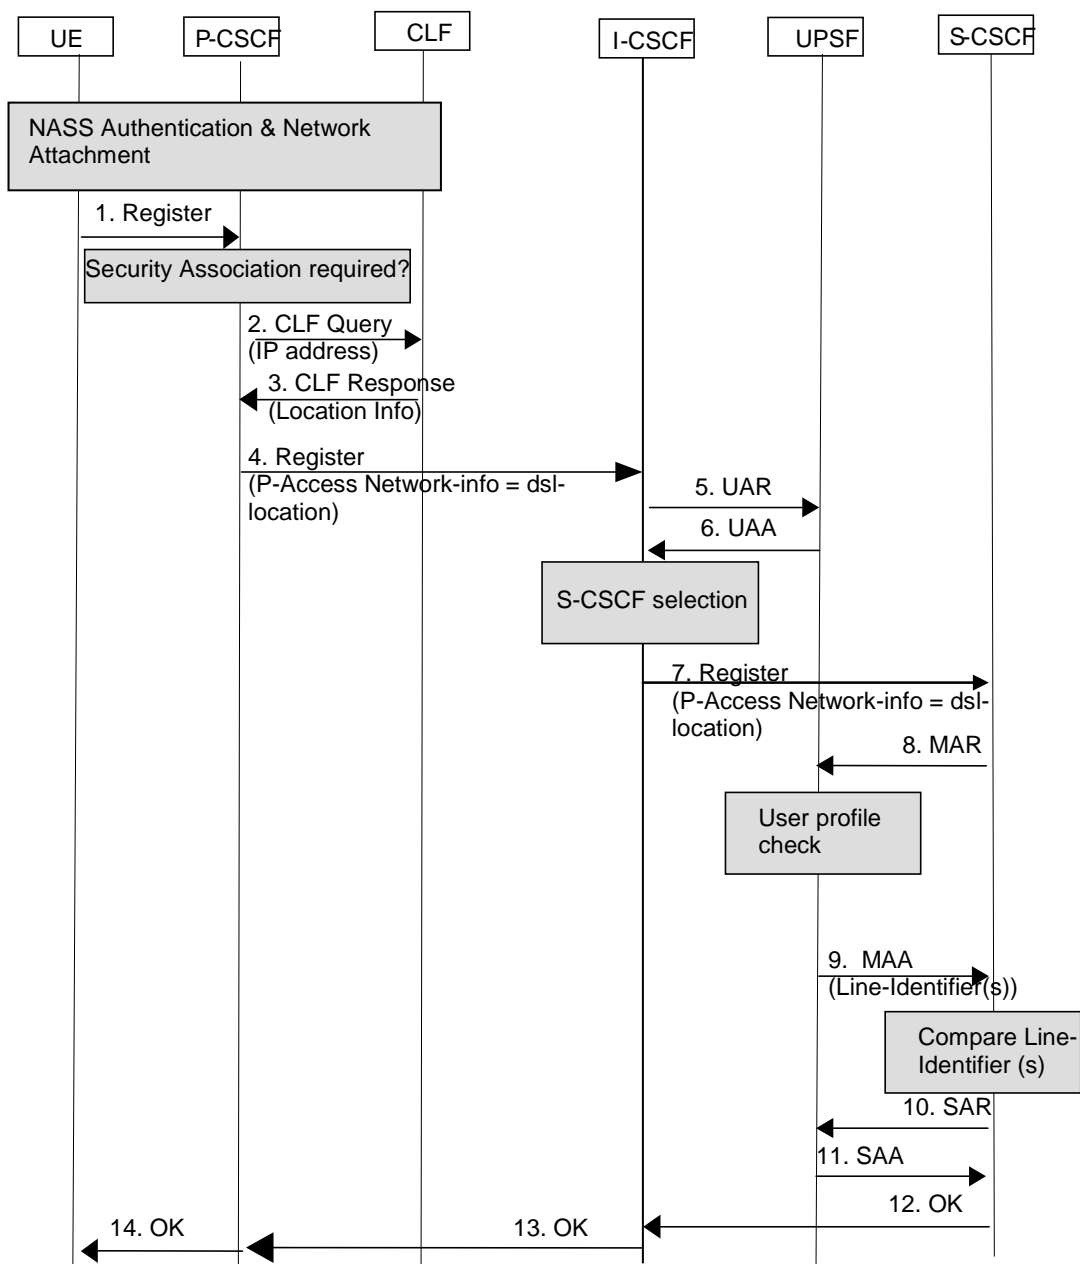 UE
P-CSCF
CLF
I-CSCF
UPSF
S-CSCF
NASS Authentication & Network
Attachment
1. Register
Security Association required?
2. CLF Query
(IP address)
3. CLF Response
(Location Info)
4. Register
(P-Access Network-info = dsl-
location)
5. UAR
6. UAA
S-CSCF selection
7. Register
(P-Access Network-info = dsl-
location)
8. MAR
User profile
check
9. MAA
(Line-Identifier(s))
Compare Line-
Identifier (s)
10. SAR
11. SAA
12. OK
13. OK
14. OK